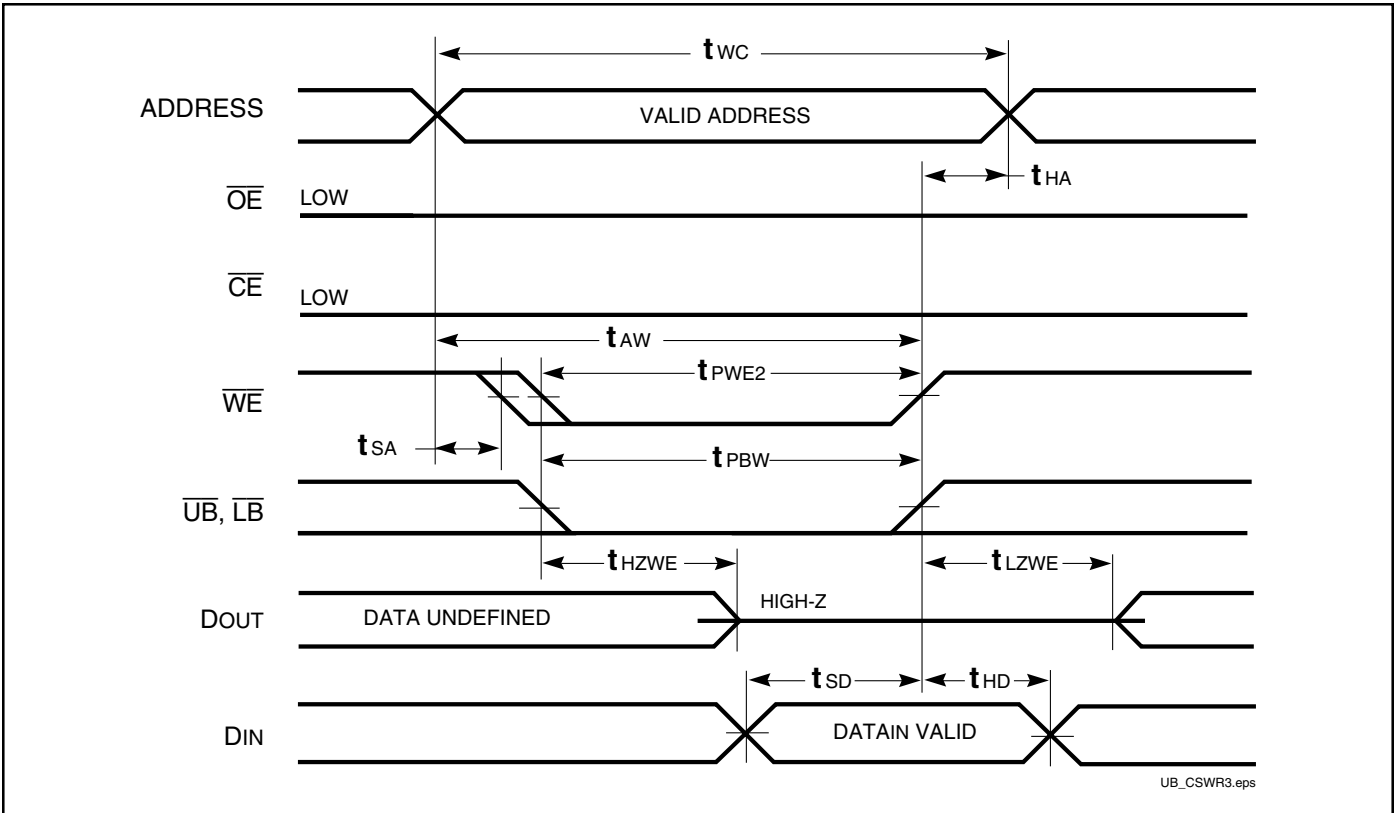 tWC
ADDRESS
VALID ADDRESS
tHA
OE
LOW
CE
LOW
tAW
tPWE2
WE
tSA
tPBW
UB, LB
tHZWE
tLZWE
HIGH-Z
DOUT
DATA UNDEFINED
tSD
tHD
DIN
DATAIN VALID
UB_CSWR3.eps